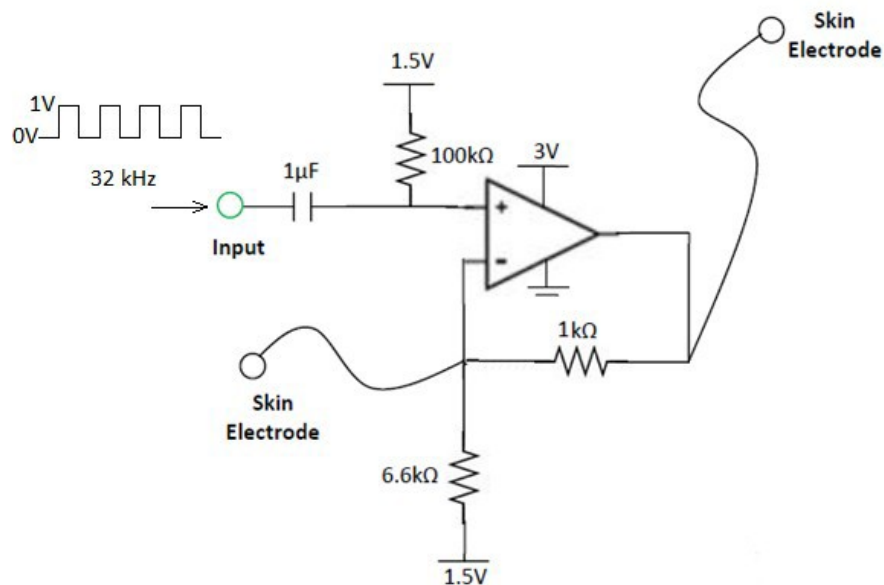 Skin
Electrode
1.5V
1V
0V
100kΩ
3V
1µF
32 kHz
+
Input
-
1kΩ
Skin
Electrode
6.6kΩ
1.5V